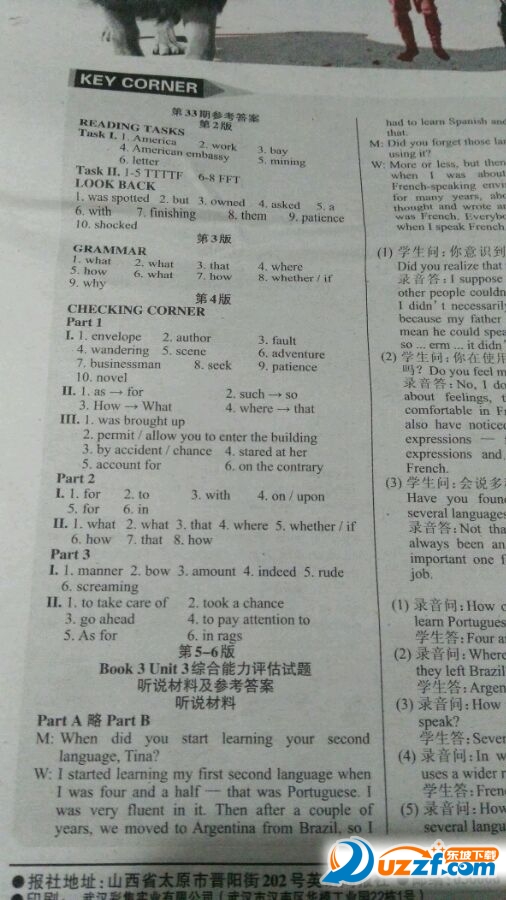 KEY CORNER
第33期参考答案
第2版
READING TASKS
Task I. 1. America 2. work 3. bay
4. American embassy 5. mining
6. letter
Task II. 1-5 TTTTF 6-8 FFT
LOOK BACK
1. was spotted 2. but 3. owned 4. asked 5. a
6. with 7. finishing 8. them 9. patience
10. shocked
第3版
GRAMMAR
1. what 2. what 3. that 4. where
5. how 6. what 7. how 8. whether / if
9. why
第4版
CHECKING CORNER
Part 1
I. 1. envelope 2. author 3. fault
4. wandering 5. scene 6. adventure
7. businessman 8. seek 9. patience
10. novel
II. 1. as → for 2. such → so
3. How → What 4. where → that
III. 1. was brought up
2. permit / allow you to enter the building
3. by accident / chance 4. stared at her
5. account for 6. on the contrary
Part 2
I. 1. for 2. to 3. with 4. on / upon
5. for 6. in
II. 1. what 2. what 3. that 4. where 5. whether / if
6. how 7. that 8. how
Part 3
I. 1. manner 2. bow 3. amount 4. indeed 5. rude
6. screaming
II. 1. to take care of 2. took a chance
3. go ahead 4. to pay attention to
5. As for 6. in rags
第5-6版
Book 3 Unit 3综合能力评估试题
听说材料及参考答案
听说材料
Part A 略 Part B
M: When did you start learning your second
language, Tina?
W: I started learning my first second language when
I was four and a half — that was Portuguese. I
was very fluent in it. Then after a couple of
years, we moved to Argentina from Brazil, so I
had to learn Spanish and
that.
M: Did you forget those
using it?
W: More or less, but then
when I was about
French-speaking
for many years,
thought and wrote
was French.
when I speak French
(1) 学生问:你意识到
Did you realize that
录音答: I suppose
other people
I didn't
because my father
mean he could
so ... erm ... it didn'
(2) 学生问:你在使用
吗? Do you feel
录音答: No, I do
about feelings,
comfortable in
also have noticed
expressions —
expressions and
French.
(3) 学生问:会说多
Have you
several languages
录音答: Not
always been an
important one
job.
(1) 录音问: How
learn Portuguese
学生答: Four
(2) 录音问: Where
they left Brazil
学生答:
(3) 录音问: How
speak?
学生答:
(4) 录音问: In
uses a wider
学生答:
(5) 录音问: How
several
●报社地址:山西省太原市晋阳街202号英
●印刷:武汉彩集实业有限公司
东坡下载
uzzf.com